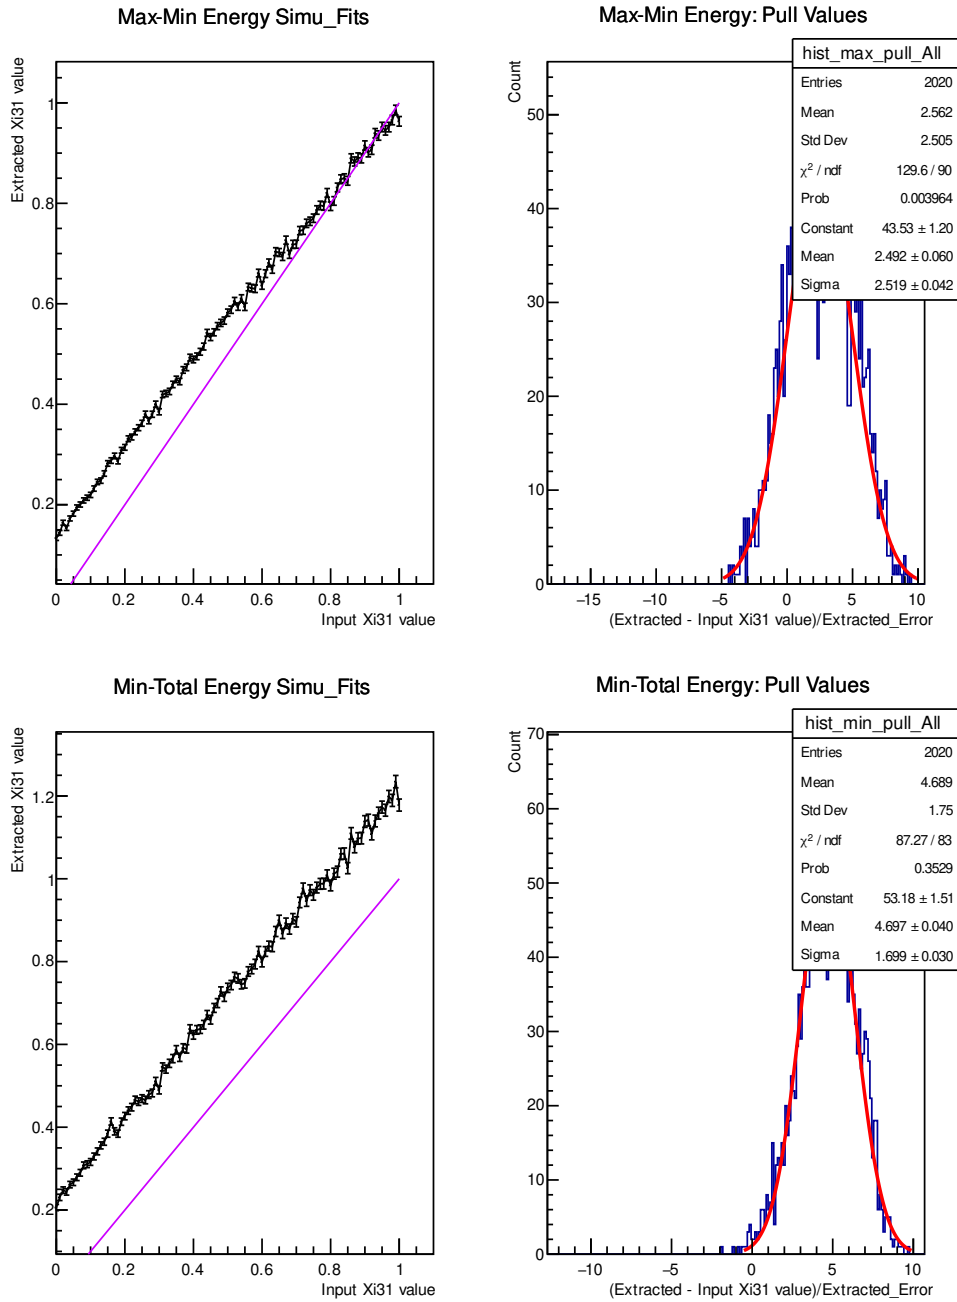 Max-Min Energy Simu_Fits
Extracted Xi31 value
1
0.8
0.6
0.4
0.2
0 0.2 0.4 0.6 0.8 1
Input Xi31 value
Max-Min Energy: Pull Values
Count
50
40
30
20
10
0
−15 −10 −5 0 5 10
(Extracted - Input Xi31 value)/Extracted_Error
hist_max_pull_All
Entries 2020
Mean 2.562
Std Dev 2.505
χ² / ndf 129.6 / 90
Prob 0.003964
Constant 43.53 ± 1.20
Mean 2.492 ± 0.060
Sigma 2.519 ± 0.042
Min-Total Energy Simu_Fits
Extracted Xi31 value
1.2
1
0.8
0.6
0.4
0.2
0 0.2 0.4 0.6 0.8 1
Input Xi31 value
Min-Total Energy: Pull Values
Count
70
60
50
40
30
20
10
0
−10 −5 0 5 10
(Extracted - Input Xi31 value)/Extracted_Error
hist_min_pull_All
Entries 2020
Mean 4.689
Std Dev 1.75
χ² / ndf 87.27 / 83
Prob 0.3529
Constant 53.18 ± 1.51
Mean 4.697 ± 0.040
Sigma 1.699 ± 0.030